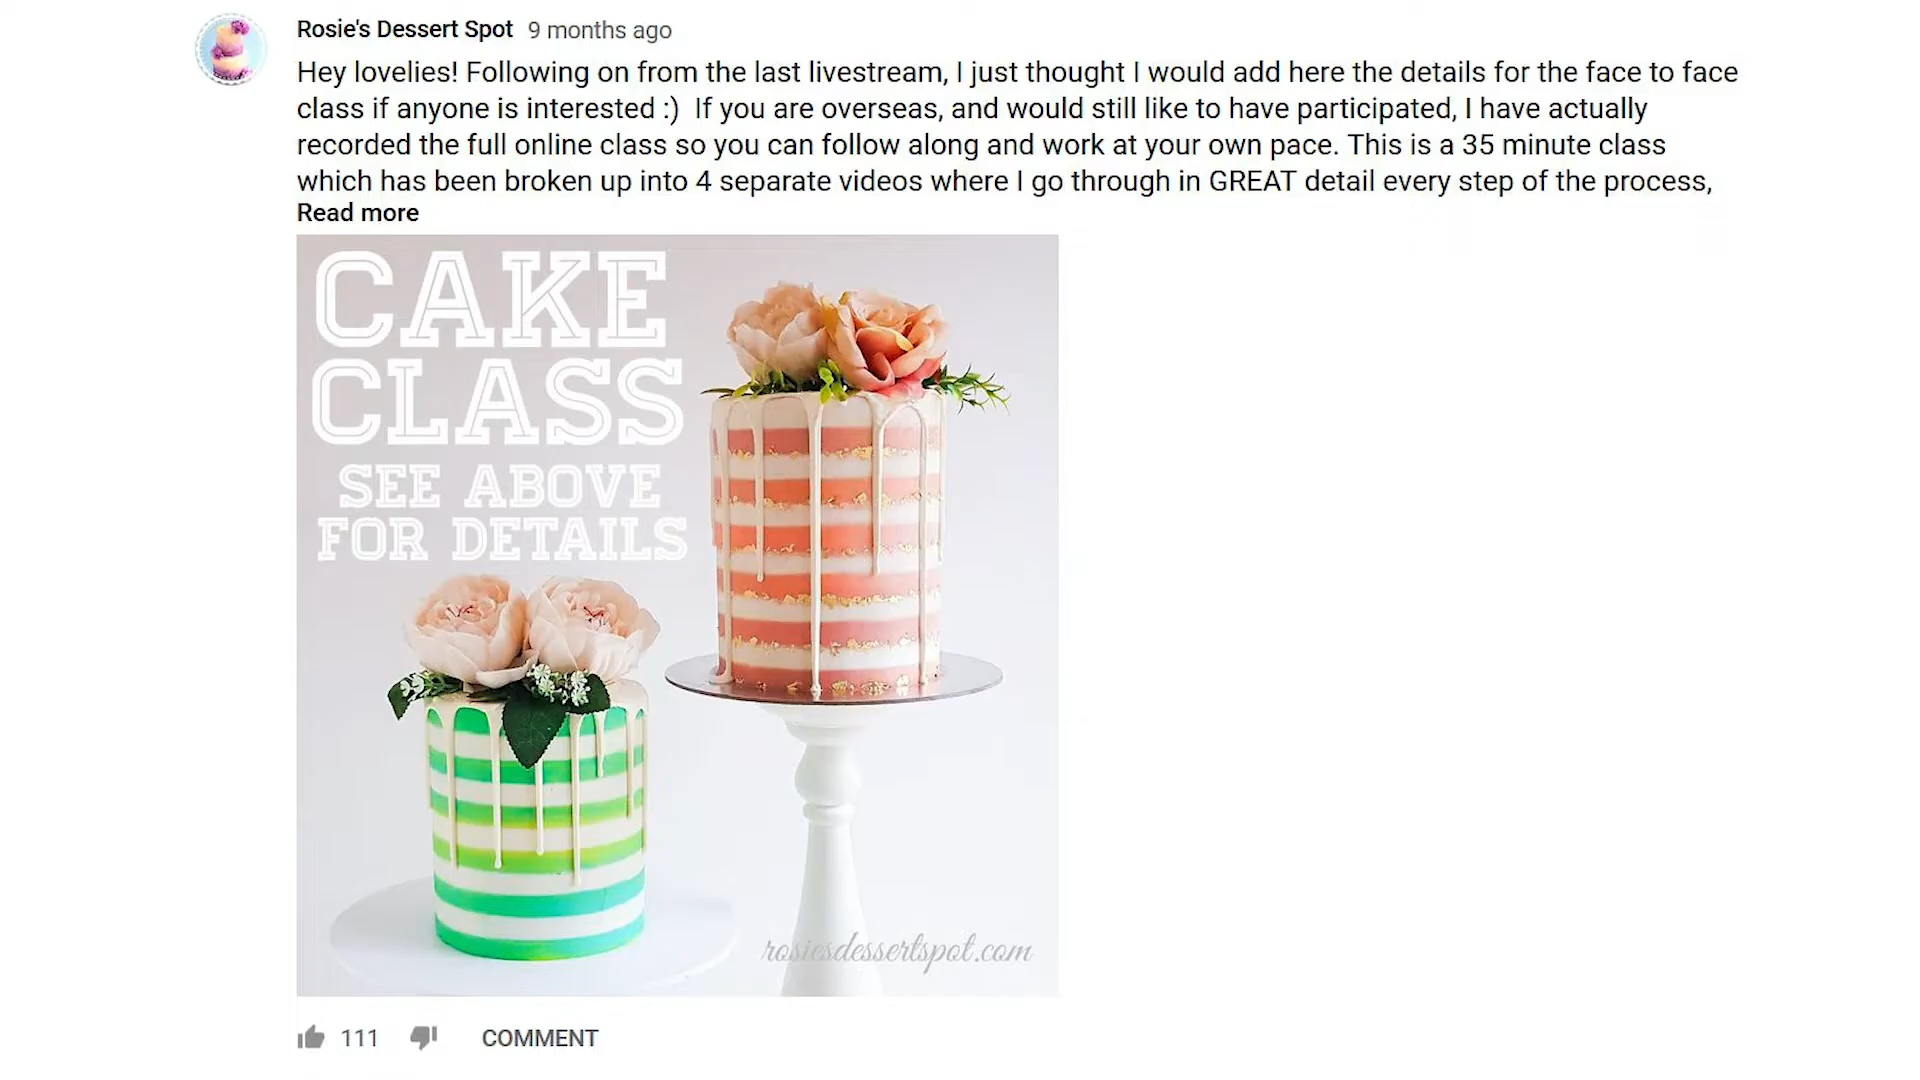 Rosie's Dessert Spot 9 months ago
Hey lovelies! Following on from the last livestream, I just thought I would add here the details for the face to face
class if anyone is interested :)  If you are overseas, and would still like to have participated, I have actually
recorded the full online class so you can follow along and work at your own pace. This is a 35 minute class
which has been broken up into 4 separate videos where I go through in GREAT detail every step of the process,
Read more
CAKE
CLASS
SEE ABOVE
FOR DETAILS
rosiesdessertspot.com
111 COMMENT